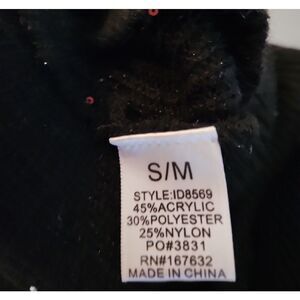 S/M
STYLE:ID8569
45%ACRYLIC
30%POLYESTER
25%NYLON
PO#3831
RN#167632
MADE IN CHINA